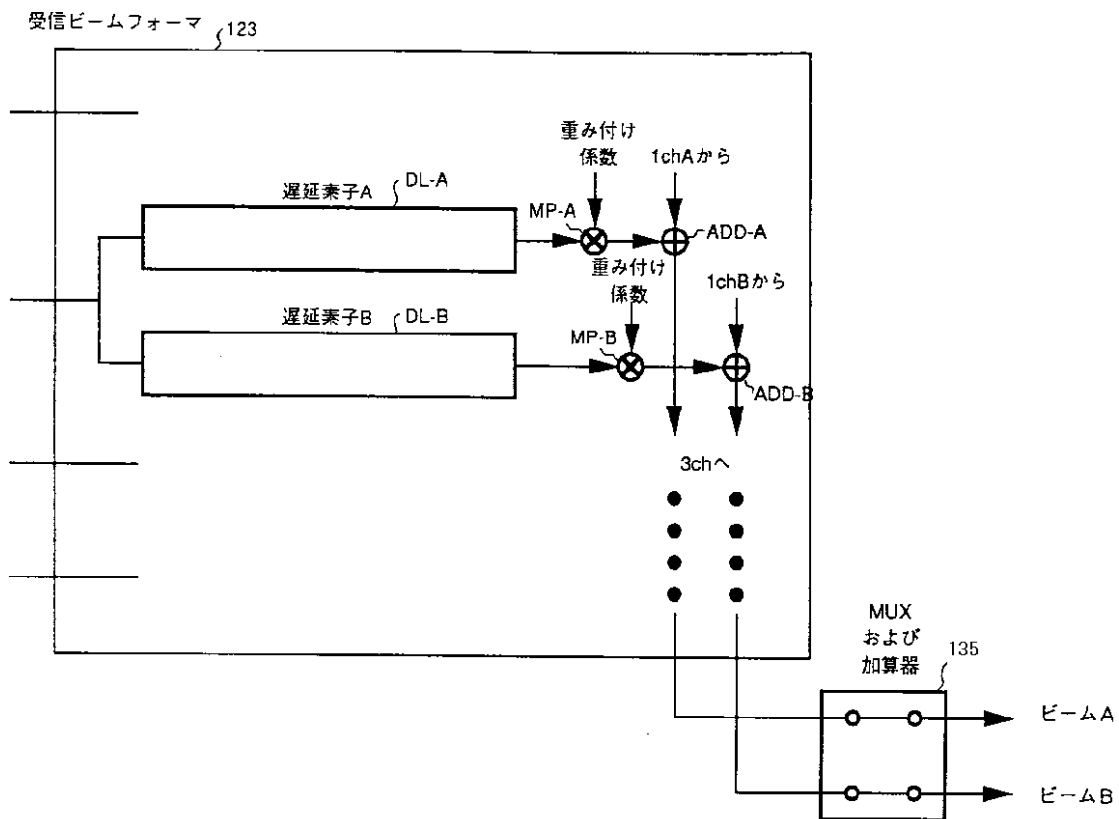 受信ビームフォーマ
123
重み付け
係数
1chAから
遅延素子A
DL-A
MP-A
ADD-A
重み付け
係数
1chBから
遅延素子B
DL-B
MP-B
ADD-B
3chへ
MUX
および
加算器
135
ビームA
ビームB